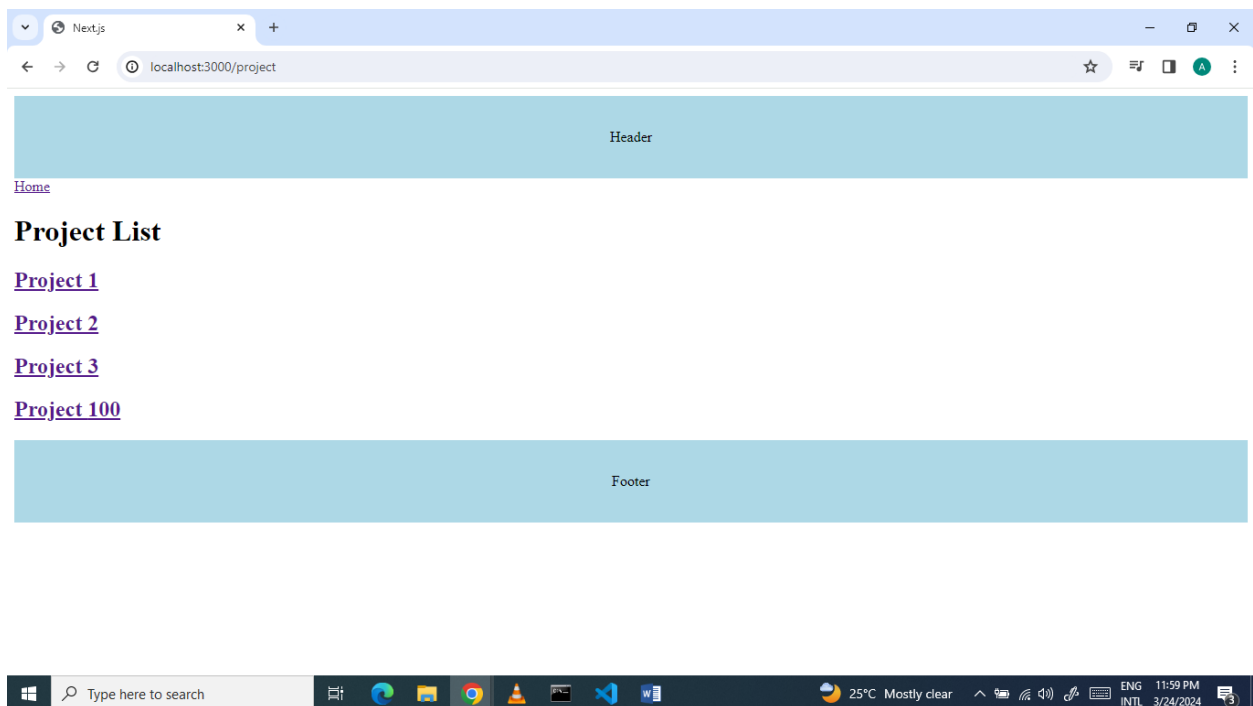 Next.js
localhost:3000/project
A
Header
Home
Project List
Project 1
Project 2
Project 3
Project 100
Footer
Type here to search
25°C Mostly clear
ENG 11:59 PM
INTL 3/24/2024
3